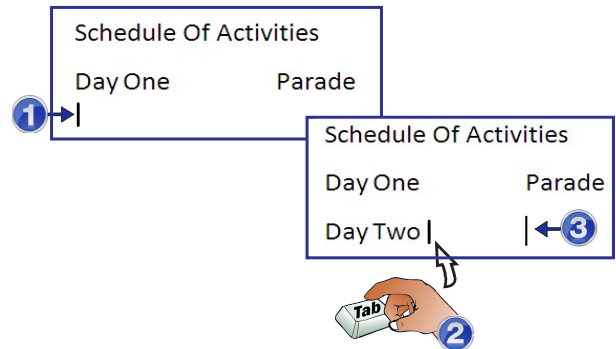 Schedule Of Activities
Day One Parade
1
Schedule Of Activities
Day One Parade
Day Two
3
Tab
2